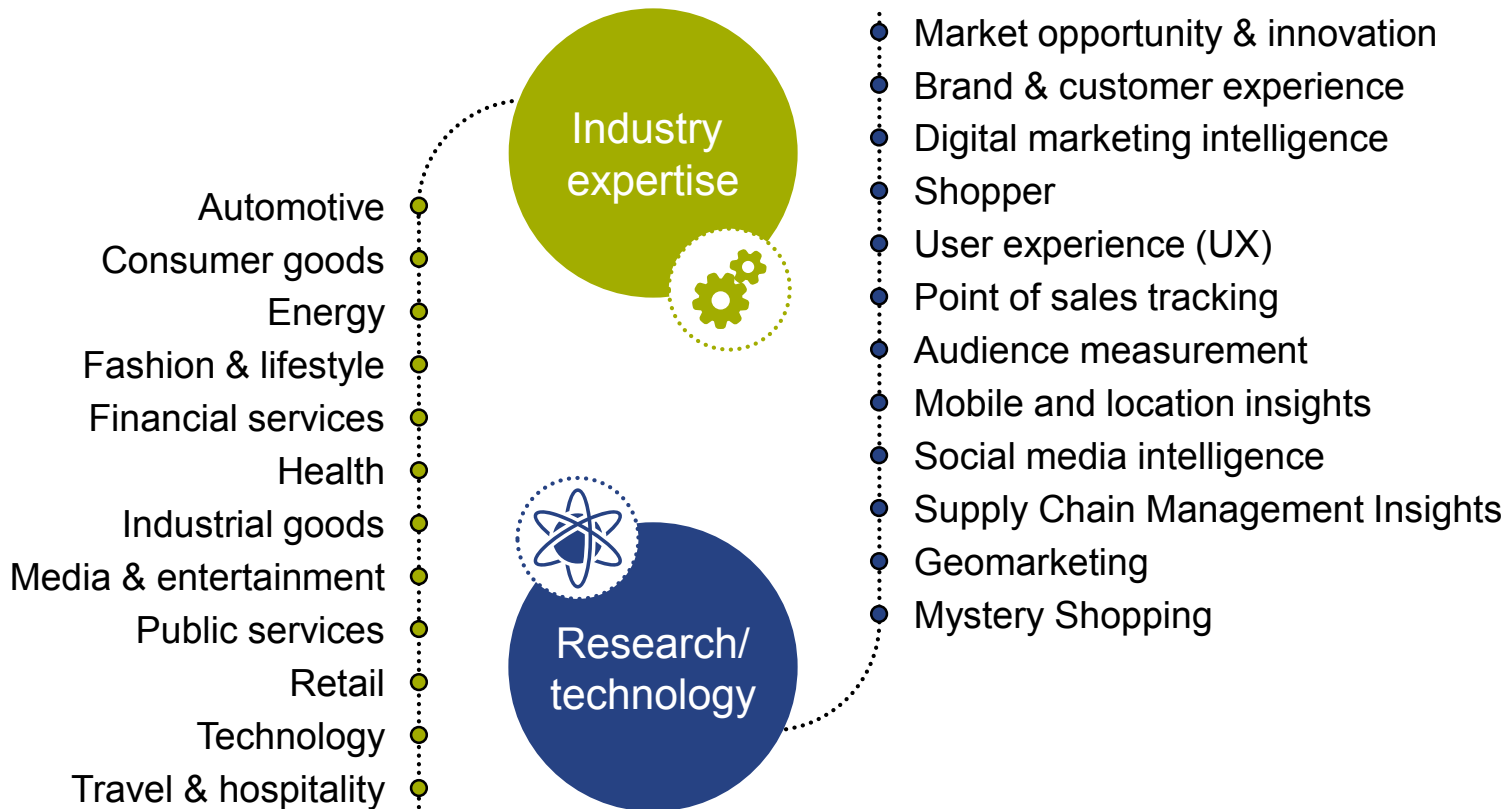 Industry
expertise
Automotive
Consumer goods
Energy
Fashion & lifestyle
Financial services
Health
Industrial goods
Media & entertainment
Public services
Retail
Technology
Travel & hospitality
Research/
technology
Market opportunity & innovation
Brand & customer experience
Digital marketing intelligence
Shopper
User experience (UX)
Point of sales tracking
Audience measurement
Mobile and location insights
Social media intelligence
Supply Chain Management Insights
Geomarketing
Mystery Shopping